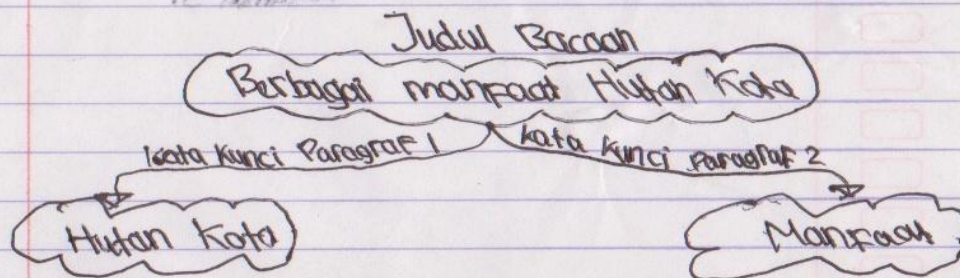 Judul Bacaan
Berbagai manfaat Hutan Kota
Kata Kunci Paragraf 1
Kata Kunci Paragraf 2
Hutan Kota
Manfaat